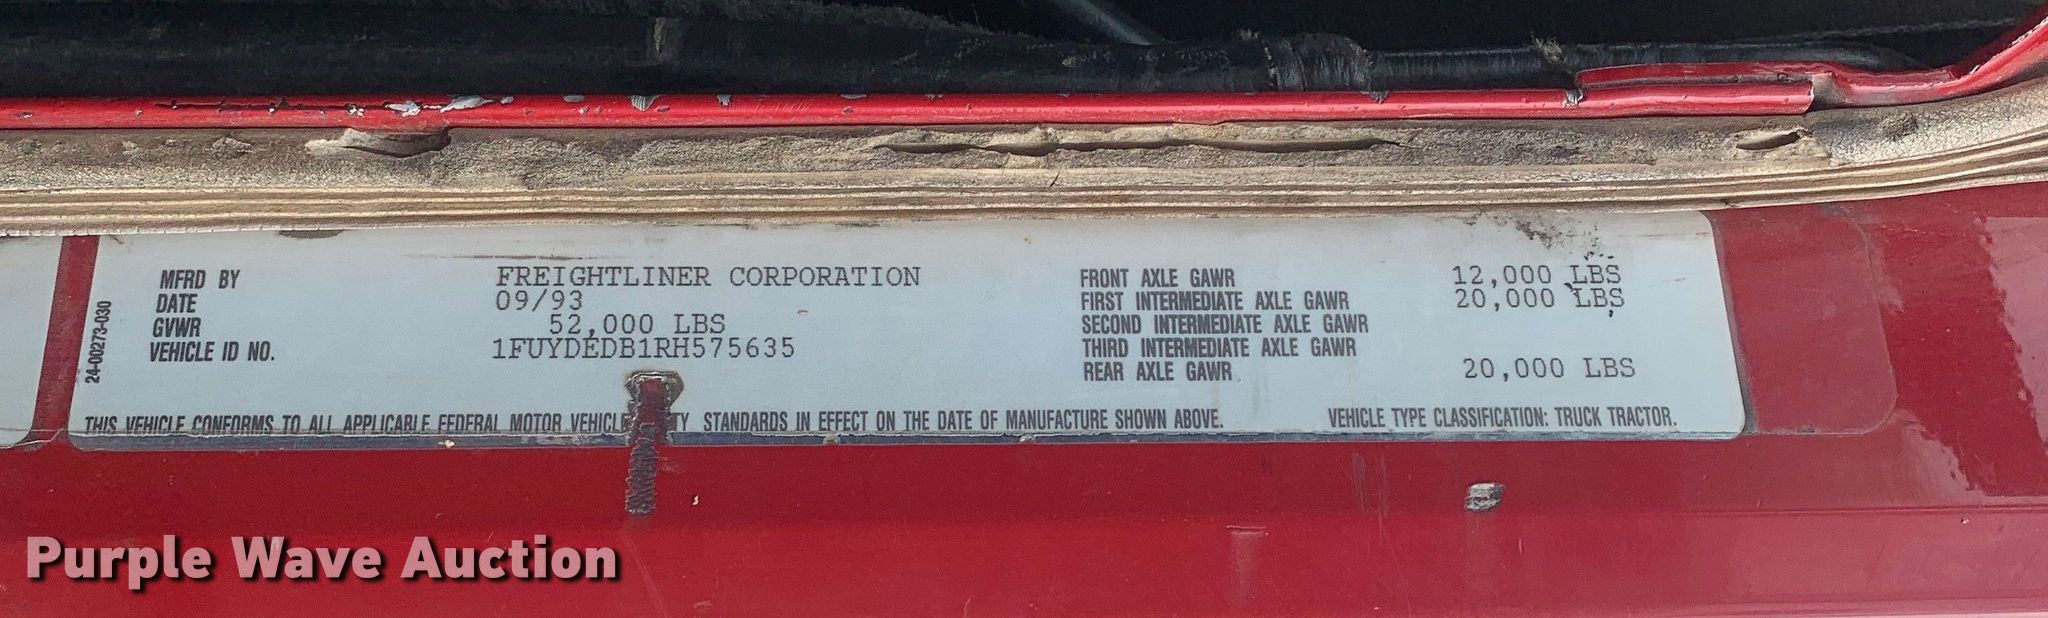 MFRD BY FREIGHTLINER CORPORATION
DATE 09/93
GVWR 52,000 LBS
VEHICLE ID NO. 1FUYDEDB1RH575635
24-00273-030
FRONT AXLE GAWR 12,000 LBS
FIRST INTERMEDIATE AXLE GAWR 20,000 LBS
SECOND INTERMEDIATE AXLE GAWR
THIRD INTERMEDIATE AXLE GAWR
REAR AXLE GAWR 20,000 LBS
THIS VEHICLE CONFORMS TO ALL APPLICABLE FEDERAL MOTOR VEHICLE STANDARDS IN EFFECT ON THE DATE OF MANUFACTURE SHOWN ABOVE. VEHICLE TYPE CLASSIFICATION: TRUCK TRACTOR.
Purple Wave Auction